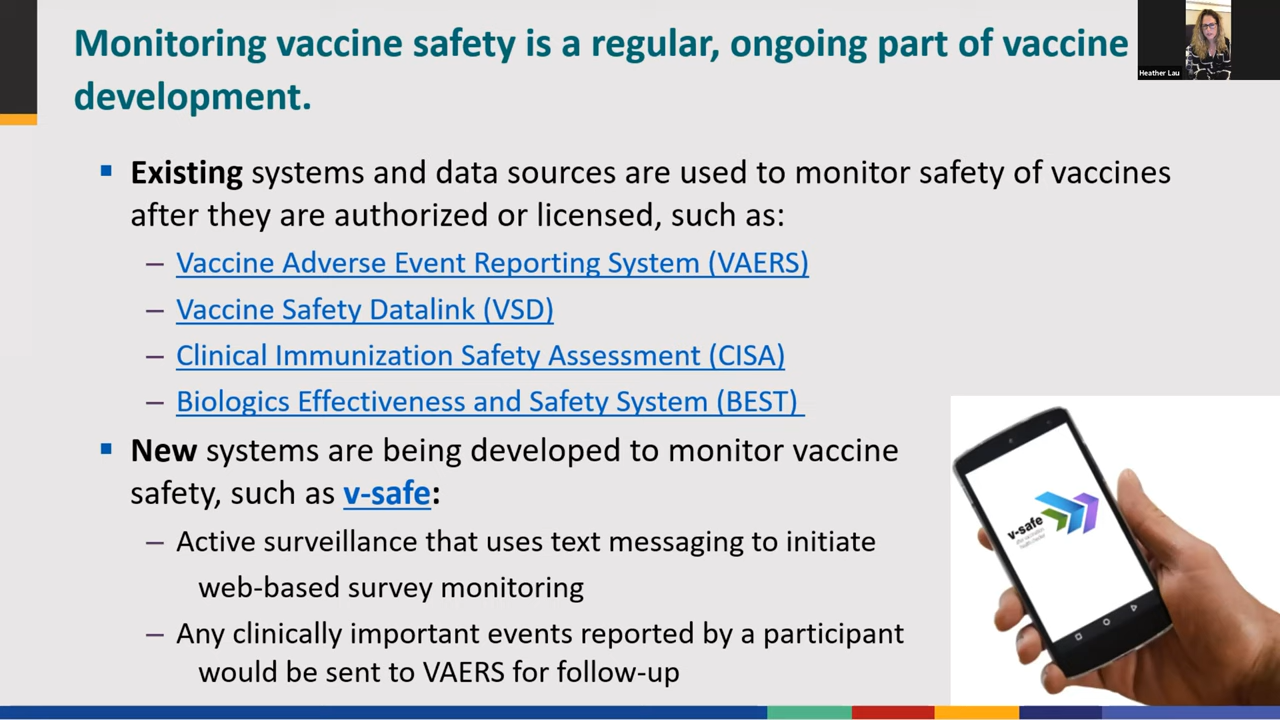 Monitoring vaccine safety is a regular, ongoing part of vaccine
development.
Heather Lau
▪ Existing systems and data sources are used to monitor safety of vaccines
after they are authorized or licensed, such as:
– Vaccine Adverse Event Reporting System (VAERS)
– Vaccine Safety Datalink (VSD)
– Clinical Immunization Safety Assessment (CISA)
– Biologics Effectiveness and Safety System (BEST)
▪ New systems are being developed to monitor vaccine
safety, such as v-safe:
– Active surveillance that uses text messaging to initiate
web-based survey monitoring
– Any clinically important events reported by a participant
would be sent to VAERS for follow-up
v-safe